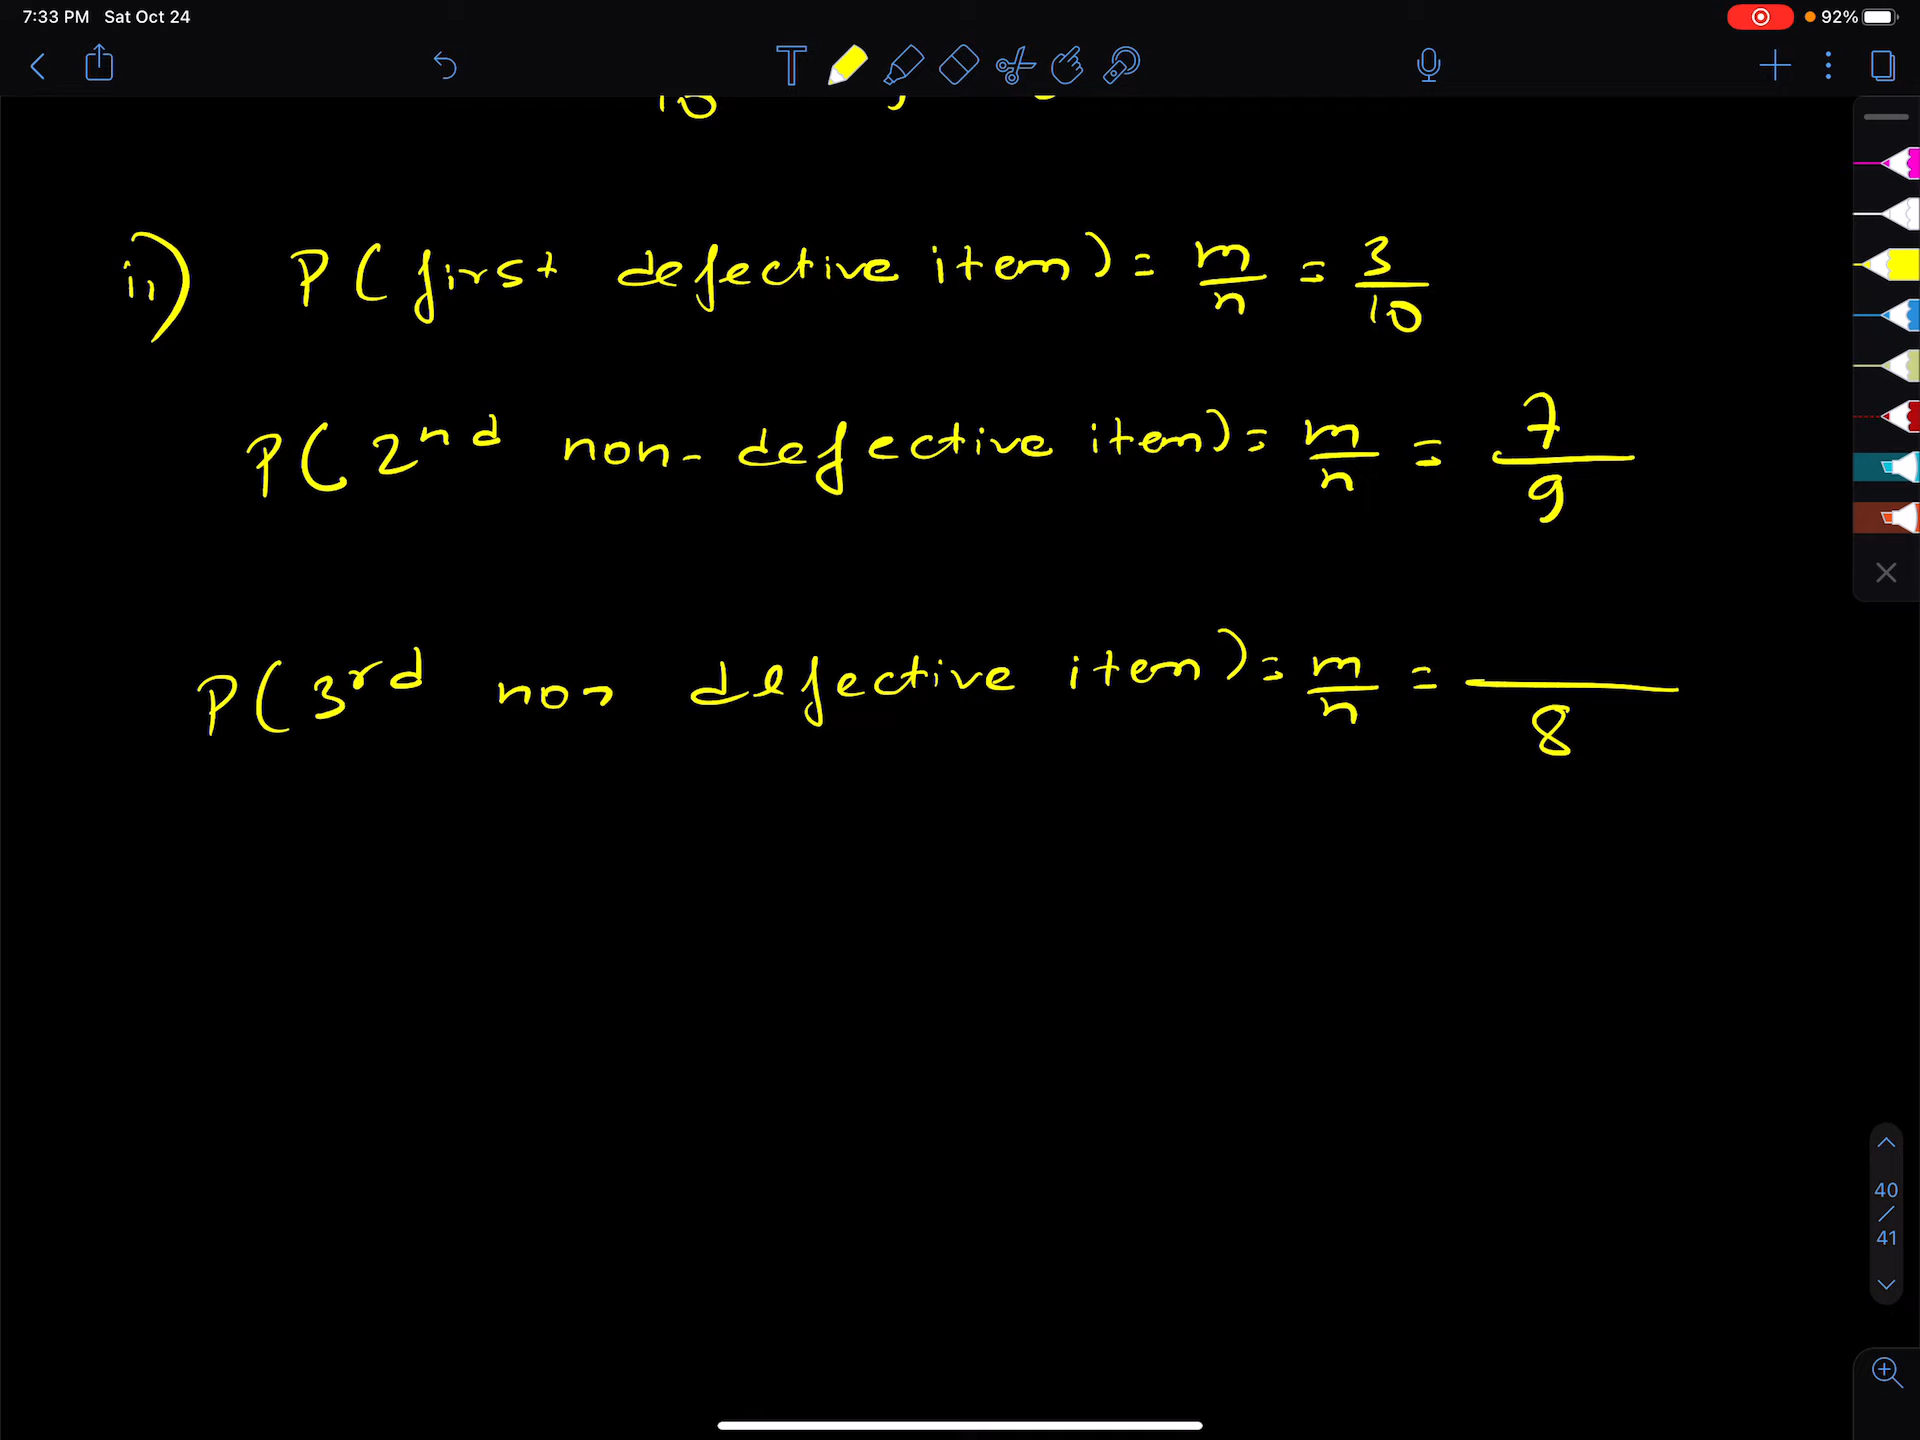 7:33 PM Sat Oct 24 92%
T
10
ii) P(first defective item) = m/n = 3/10
P(2nd non-defective item) = m/n = 7/9
P(3rd non defective item) = m/n = /8
40
/
41